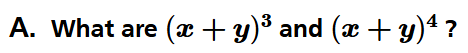 A. What are (x + y)³ and (x + y)⁴ ?